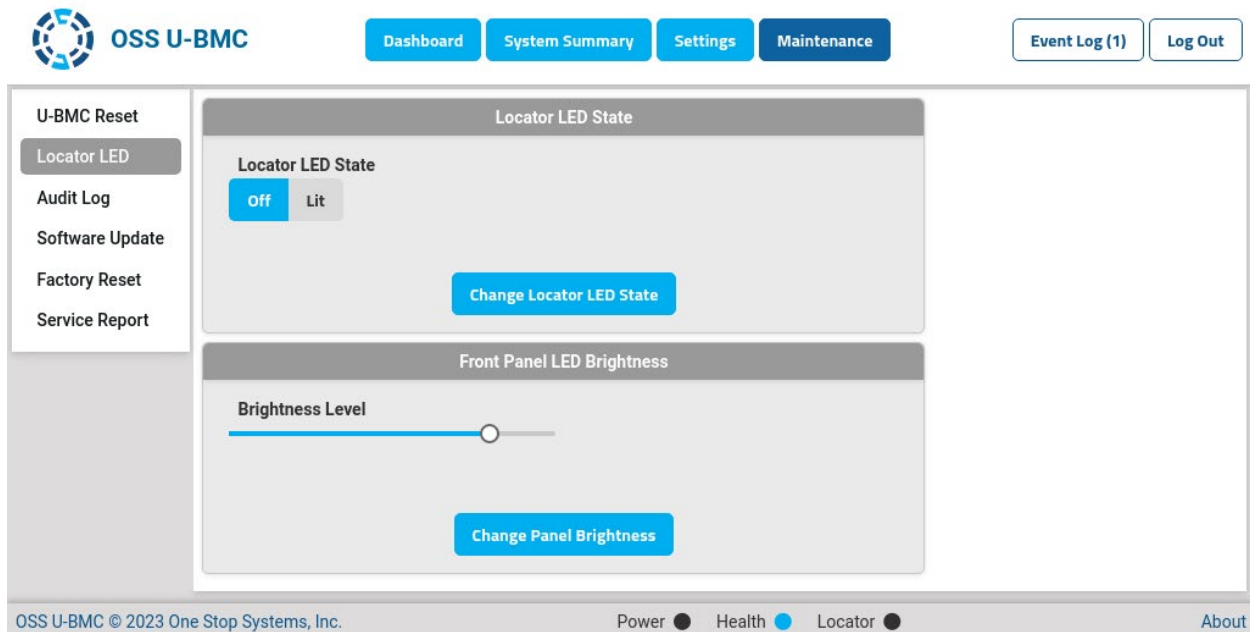 OSS U-BMC
Dashboard
System Summary
Settings
Maintenance
Event Log (1)
Log Out
U-BMC Reset
Locator LED
Audit Log
Software Update
Factory Reset
Service Report
Locator LED State
Locator LED State
Off
Lit
Change Locator LED State
Front Panel LED Brightness
Brightness Level
Change Panel Brightness
OSS U-BMC © 2023 One Stop Systems, Inc.
Power
Health
Locator
About